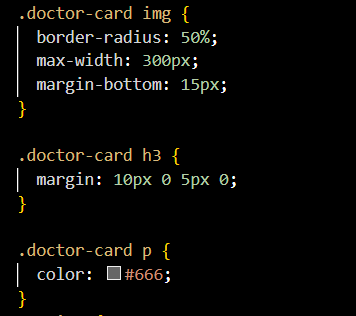 .doctor-card img {
border-radius: 50%;
max-width: 300px;
margin-bottom: 15px;
}
.doctor-card h3 {
margin: 10px 0 5px 0;
}
.doctor-card p {
color: #666;
}